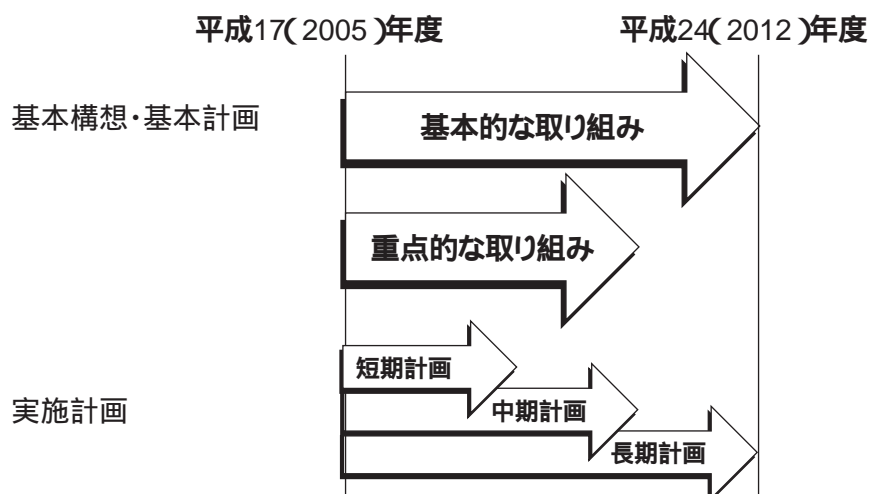 平成17(2005)年度 平成24(2012)年度
基本構想・基本計画 基本的な取り組み
重点的な取り組み
短期計画
実施計画 中期計画
長期計画